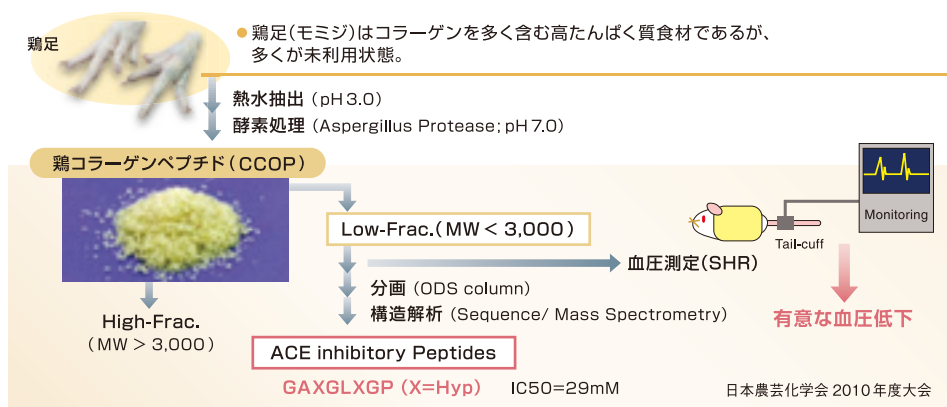 鶏足
● 鶏足(モミジ)はコラーゲンを多く含む高たんぱく質食材であるが、
多くが未利用状態。
熱水抽出 (pH3.0)
酵素処理 (Aspergillus Protease; pH7.0)
鶏コラーゲンペプチド(CCOP)
Low-Frac.(MW < 3,000)
Monitoring
Tail-cuff
血圧測定(SHR)
分画 (ODS column)
構造解析 (Sequence/ Mass Spectrometry)
High-Frac.
(MW > 3,000)
有意な血圧低下
ACE inhibitory Peptides
GAXGLXGP (X=Hyp) IC50=29mM
日本農芸化学会 2010年度大会